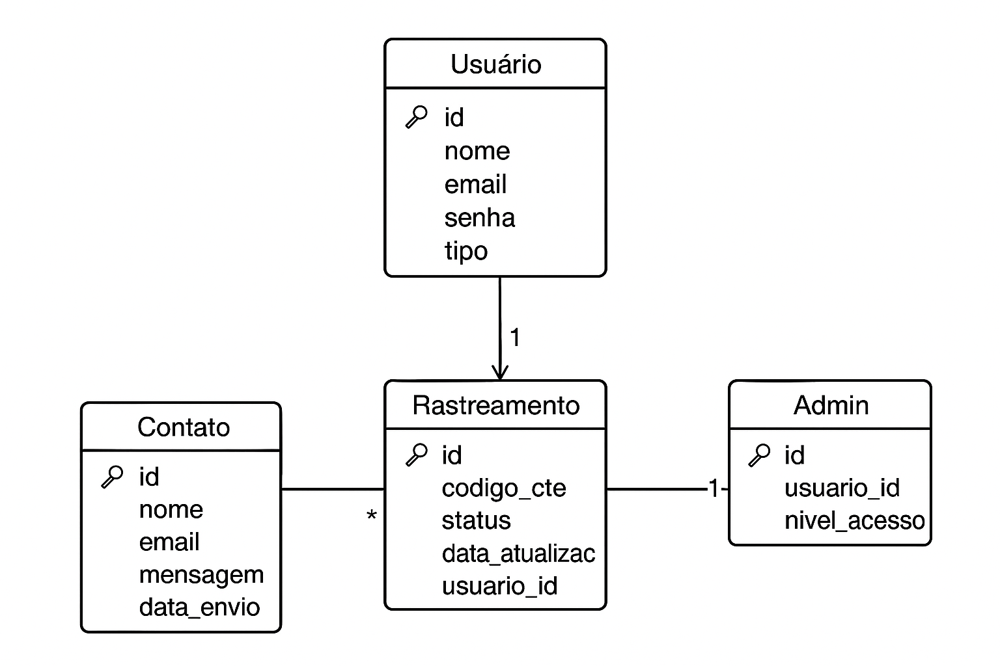 Usuário
id
nome
email
senha
tipo
1
Contato
id
nome
email
mensagem
data_envio
*
Rastreamento
id
codigo_cte
status
data_atualizac
usuario_id
1
Admin
id
usuario_id
nivel_acesso